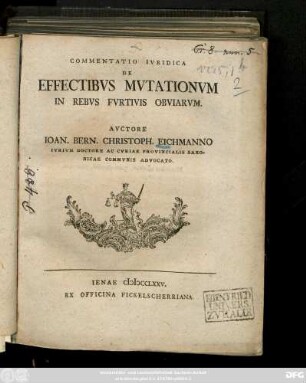 COMMENTATIO IVRIDICA
DE
EFFECTIBVS MVTATIONVM
IN REBVS FVRTIVIS OBVIARVM.
AVCTORE
IOAN. BERN. CHRISTOPH. EICHMANNO
IVRIVM DOCTORE AC CVRIAE PROVINCIALIS SAXO-
NICAE COMMVNIS ADVOCATO.
IENAE CIƆIƆCCLXXV.
EX OFFICINA FICKELSCHERRIANA.